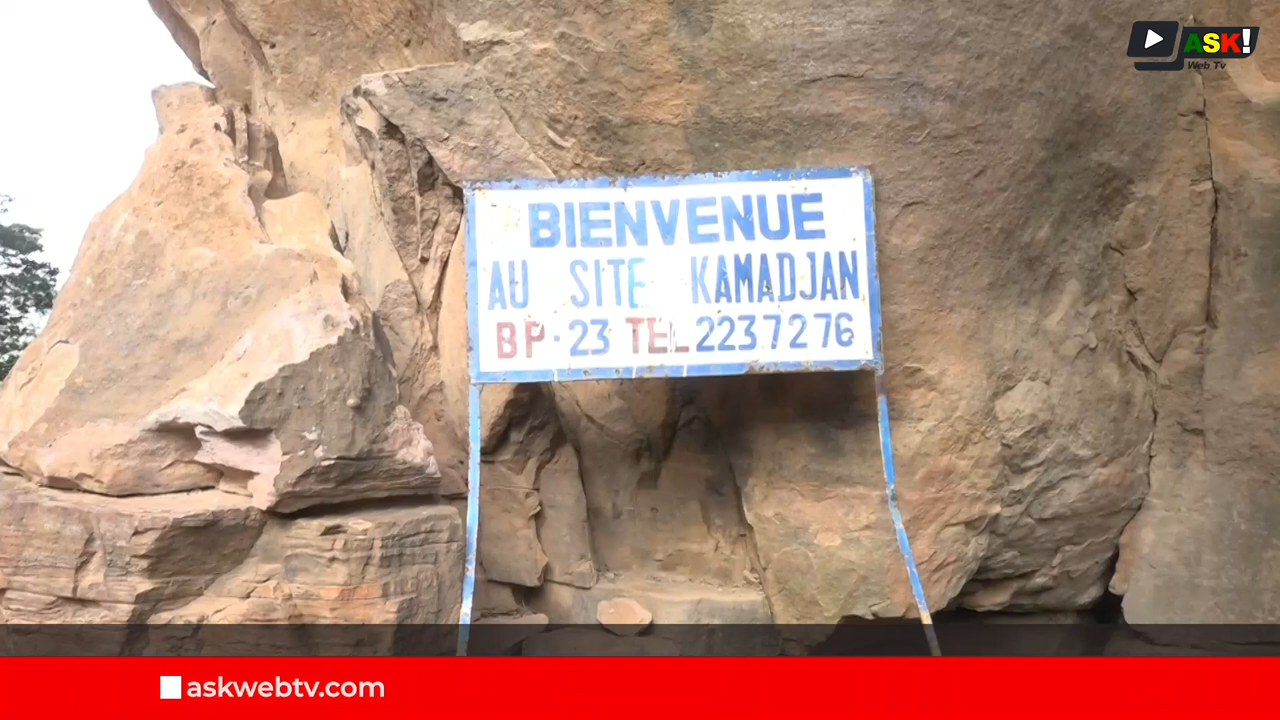 ASK!
Web Tv
BIENVENUE
AU SITE KAMADJAN
BP·23 TEL 2237276
askwebtv.com